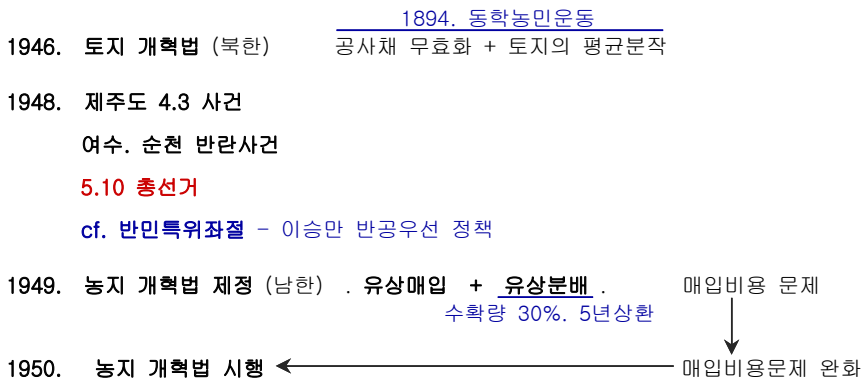 1894. 동학농민운동
1946. 토지 개혁법 (북한) 공사채 무효화 + 토지의 평균분작
1948. 제주도 4.3 사건
여수. 순천 반란사건
5.10 총선거
cf. 반민특위좌절 - 이승만 반공우선 정책
1949. 농지 개혁법 제정 (남한) . 유상매입 + 유상분배 . 매입비용 문제
수확량 30%. 5년상환
1950. 농지 개혁법 시행 매입비용문제 완화